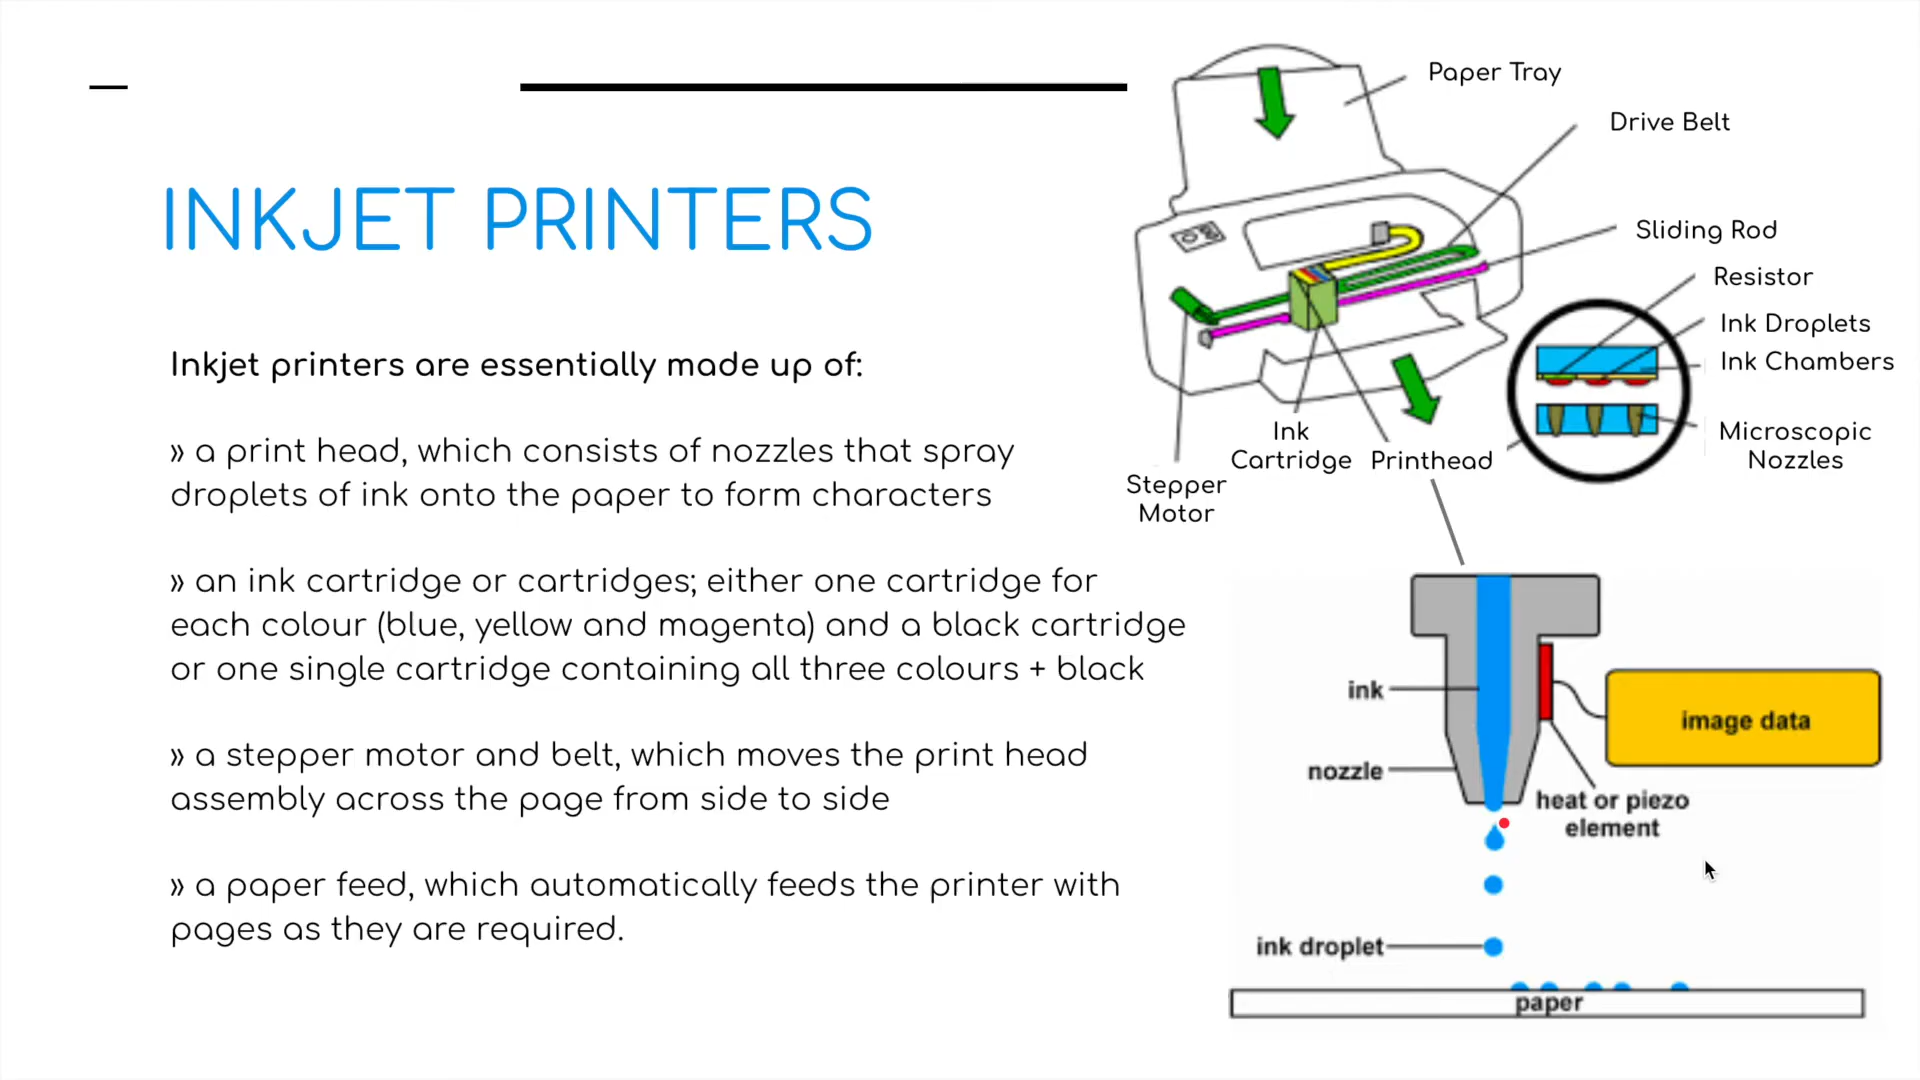 INKJET PRINTERS
Inkjet printers are essentially made up of:
» a print head, which consists of nozzles that spray
droplets of ink onto the paper to form characters
» an ink cartridge or cartridges; either one cartridge for
each colour (blue, yellow and magenta) and a black cartridge
or one single cartridge containing all three colours + black
» a stepper motor and belt, which moves the print head
assembly across the page from side to side
» a paper feed, which automatically feeds the printer with
pages as they are required.
Paper Tray
Drive Belt
Sliding Rod
Resistor
Ink Droplets
Ink Chambers
Microscopic
Nozzles
Ink
Cartridge
Printhead
Stepper
Motor
ink
image data
nozzle
heat or piezo
element
ink droplet
paper